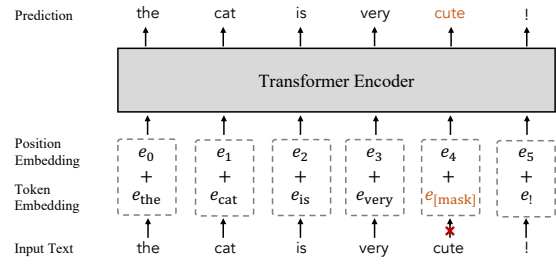 Prediction the cat is very cute !
Transformer Encoder
Position Embedding e0 e1 e2 e3 e4 e5
+ + + + + +
Token Embedding ethe ecat eis every e[mask] e!
Input Text the cat is very cute !